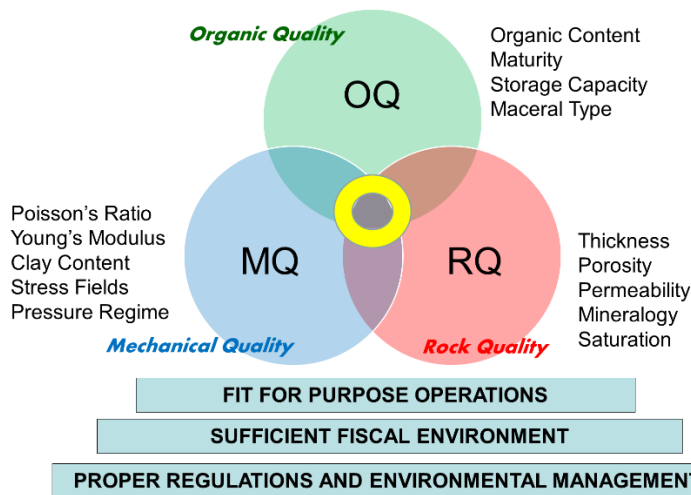 Organic Quality
OQ
Organic Content
Maturity
Storage Capacity
Maceral Type
Poisson's Ratio
Young's Modulus
Clay Content
Stress Fields
Pressure Regime
MQ
Mechanical Quality
RQ
Rock Quality
Thickness
Porosity
Permeability
Mineralogy
Saturation
FIT FOR PURPOSE OPERATIONS
SUFFICIENT FISCAL ENVIRONMENT
PROPER REGULATIONS AND ENVIRONMENTAL MANAGEMENT